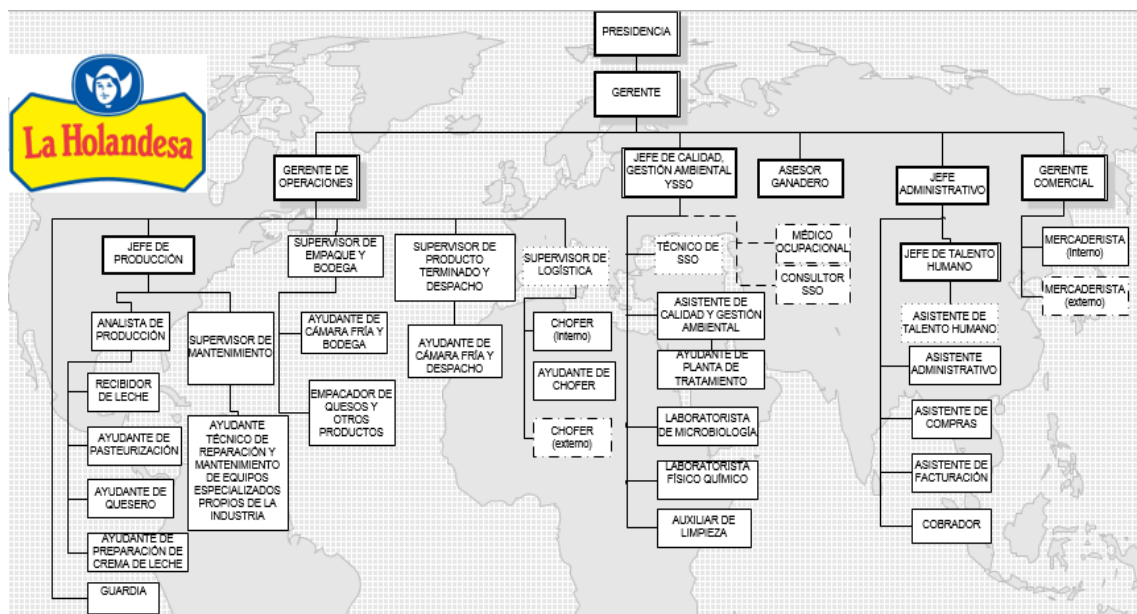 PRESIDENCIA
GERENTE
La Holandesa
GERENTE DE
OPERACIONES
JEFE DE CALIDAD,
GESTIÓN AMBIENTAL
YSSO
ASESOR
GANADERO
JEFE
ADMINISTRATIVO
GERENTE
COMERCIAL
JEFE DE
PRODUCCIÓN
SUPERVISOR DE
EMPAQUE Y
BODEGA
SUPERVISOR DE
PRODUCTO
TERMINADO Y
DESPACHO
SUPERVISOR DE
LOGÍSTICA
TÉCNICO DE
SSO
MÉDICO
OCUPACIONAL
CONSULTOR
SSO
JEFE DE TALENTO
HUMANO
MERCADERISTA
(Interno)
MERCADERISTA
(externo)
ANALISTA DE
PRODUCCIÓN
SUPERVISOR DE
MANTENIMIENTO
AYUDANTE DE
CÁMARA FRÍA Y
BODEGA
AYUDANTE DE
CÁMARA FRÍA Y
DESPACHO
CHOFER
(interno)
ASISTENTE DE
CALIDAD Y GESTIÓN
AMBIENTAL
ASISTENTE DE
TALENTO HUMANO
RECIBIDOR
DE LECHE
EMPACADOR DE
QUESOS Y
OTROS
PRODUCTOS
AYUDANTE DE
CHOFER
AYUDANTE DE
PLANTA DE
TRATAMIENTO
ASISTENTE
ADMINISTRATIVO
AYUDANTE DE
PASTEURIZACIÓN
AYUDANTE
TÉCNICO DE
REPARACIÓN Y
MANTENIMIENTO
DE EQUIPOS
ESPECIALIZADOS
PROPIOS DE LA
INDUSTRIA
CHOFER
(externo)
LABORATORISTA
DE MICROBIOLOGÍA
ASISTENTE DE
COMPRAS
AYUDANTE DE
QUESERO
LABORATORISTA
FÍSICO QUÍMICO
ASISTENTE DE
FACTURACIÓN
AYUDANTE DE
PREPARACIÓN DE
CREMA DE LECHE
AUXILIAR DE
LIMPIEZA
COBRADOR
GUARDIA